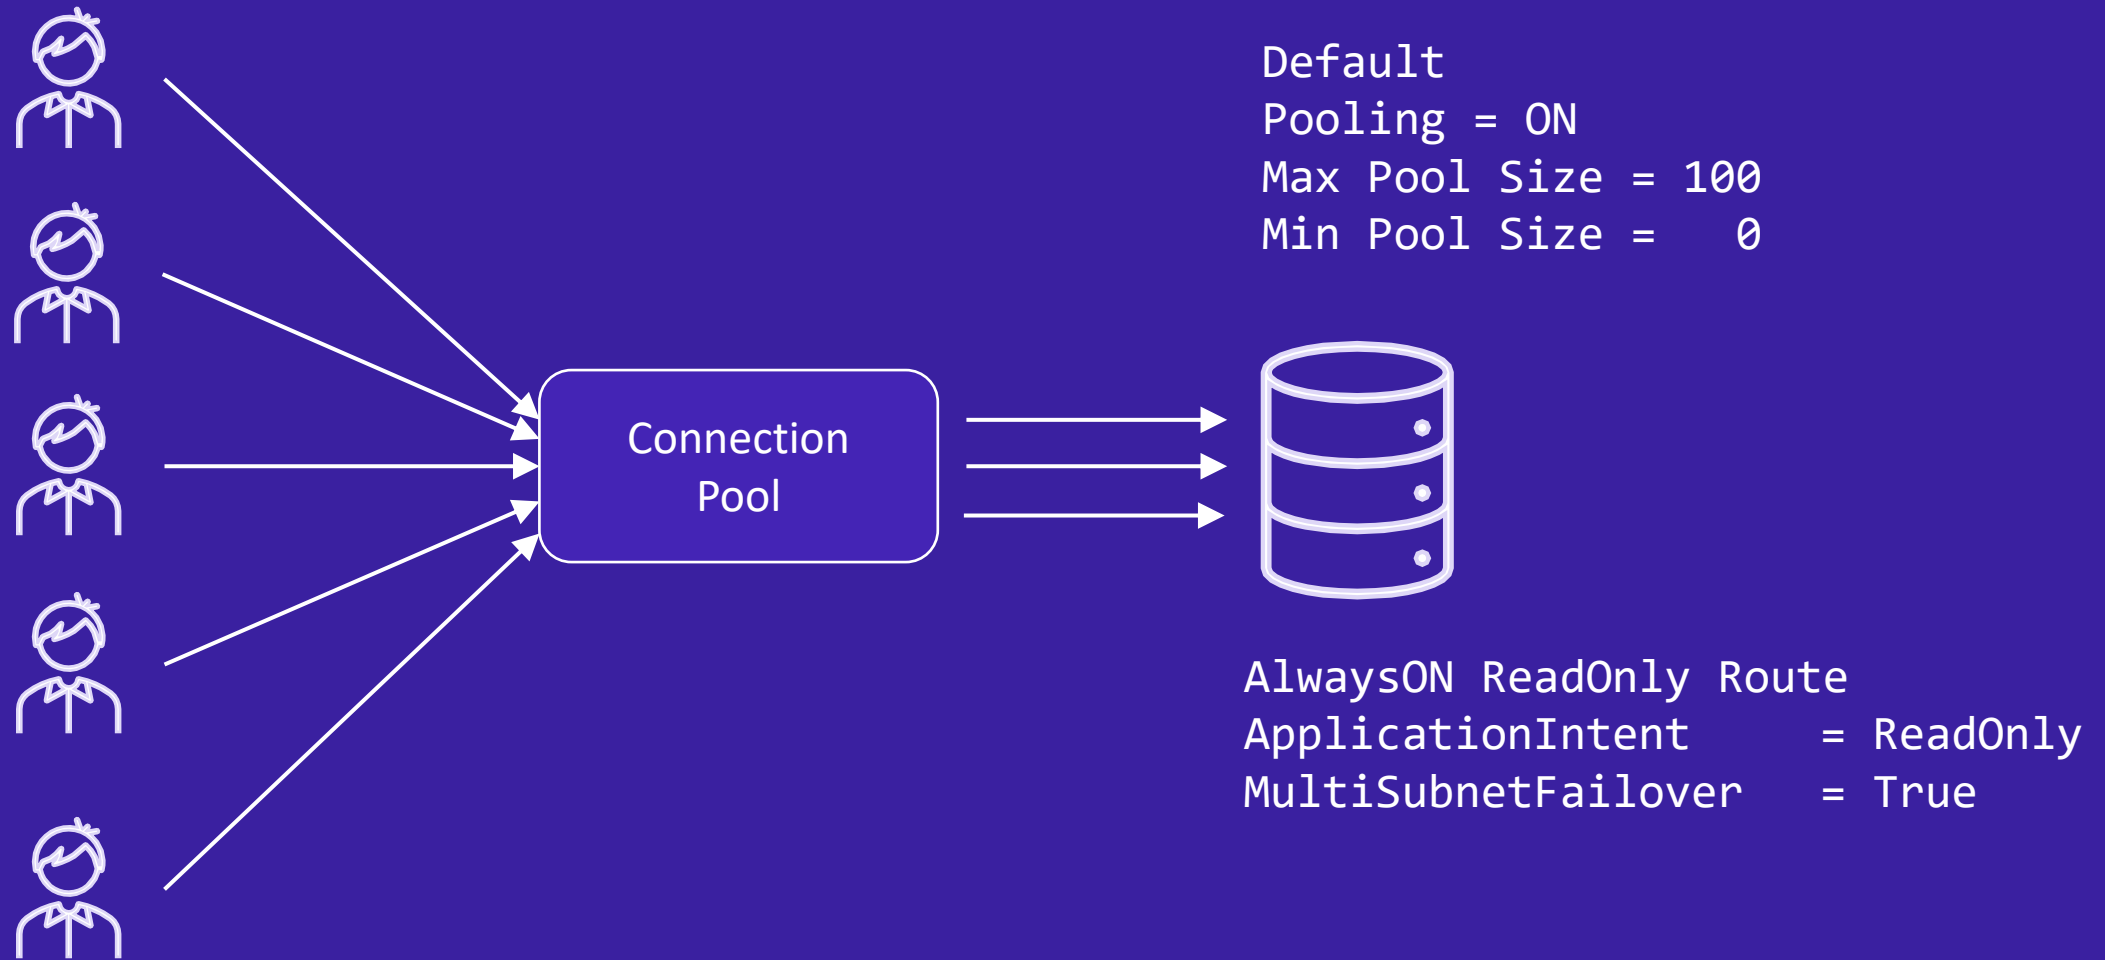 Default
Pooling = ON
Max Pool Size = 100
Min Pool Size =   0
Connection
Pool
AlwaysON ReadOnly Route
ApplicationIntent     = ReadOnly
MultiSubnetFailover   = True